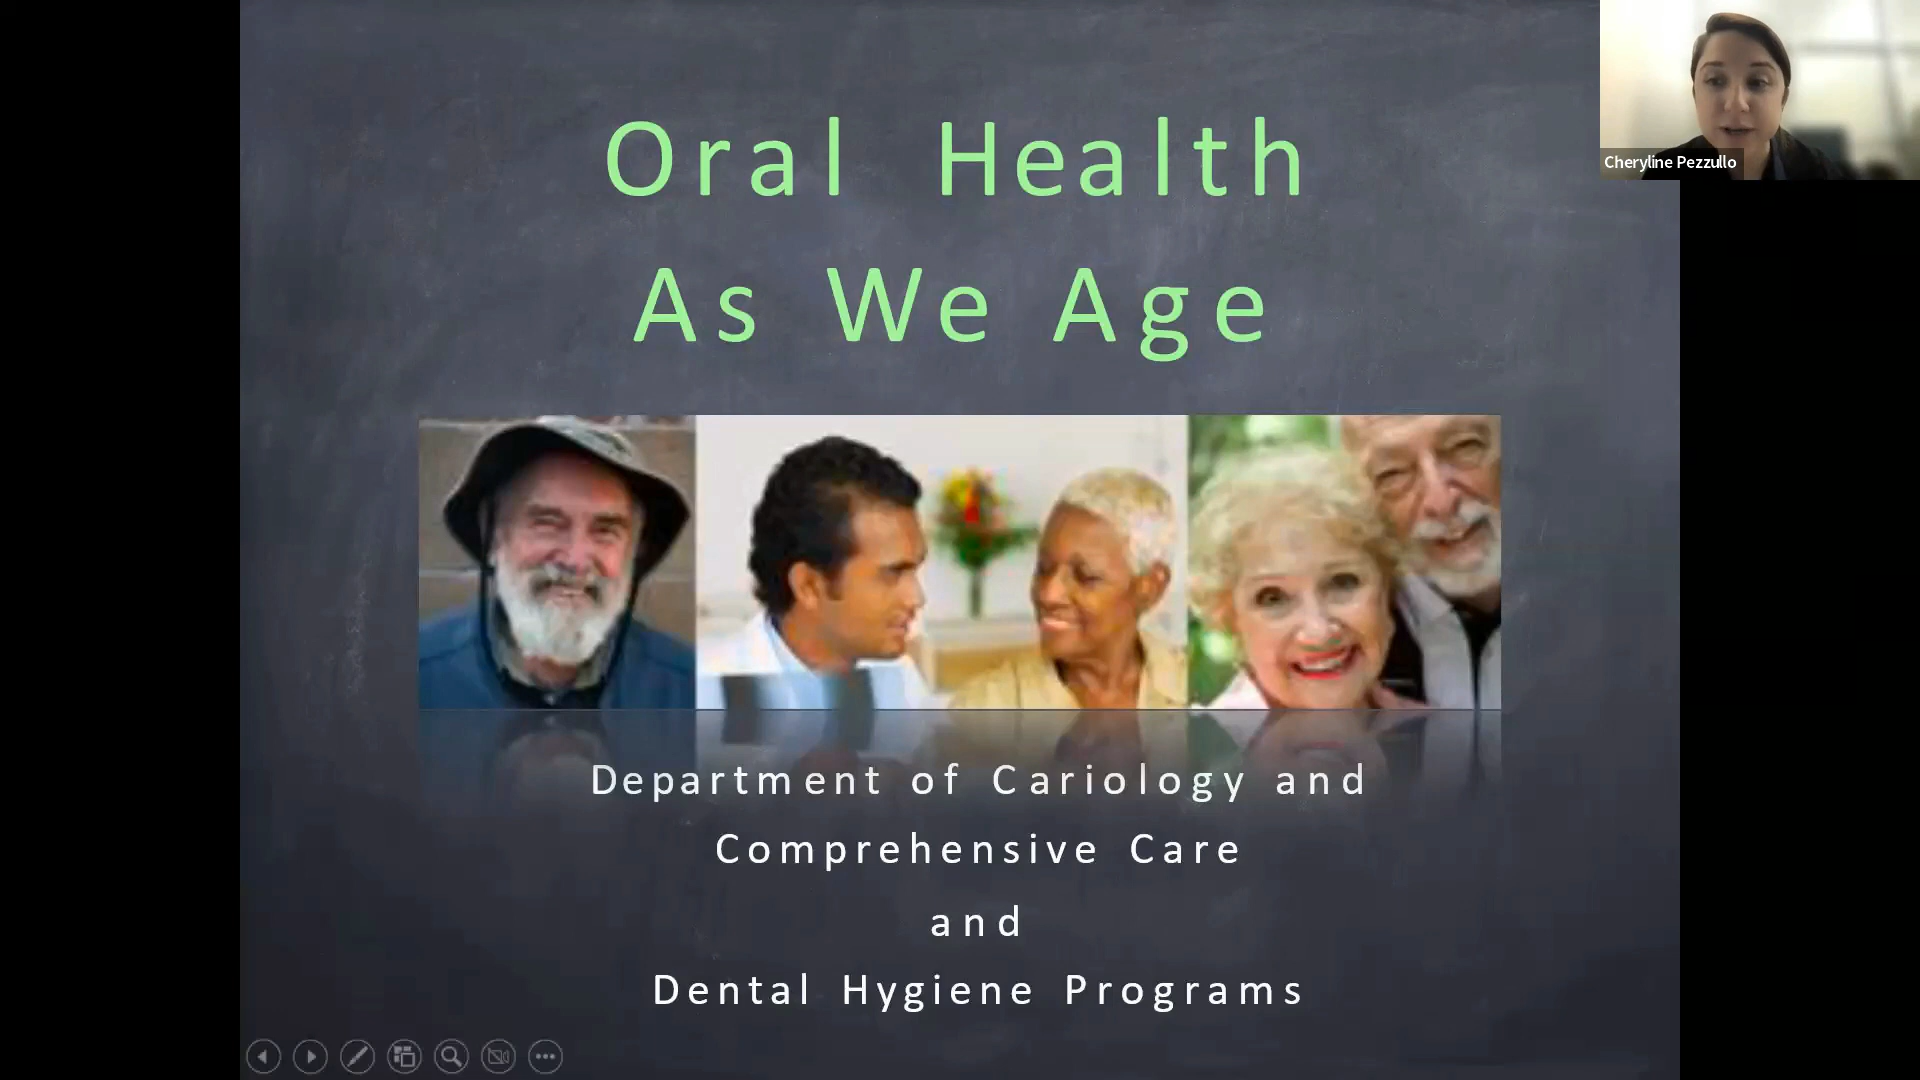 Oral Health
As We Age
Cheryline Pezzullo
Department of Cariology and
Comprehensive Care
and
Dental Hygiene Programs